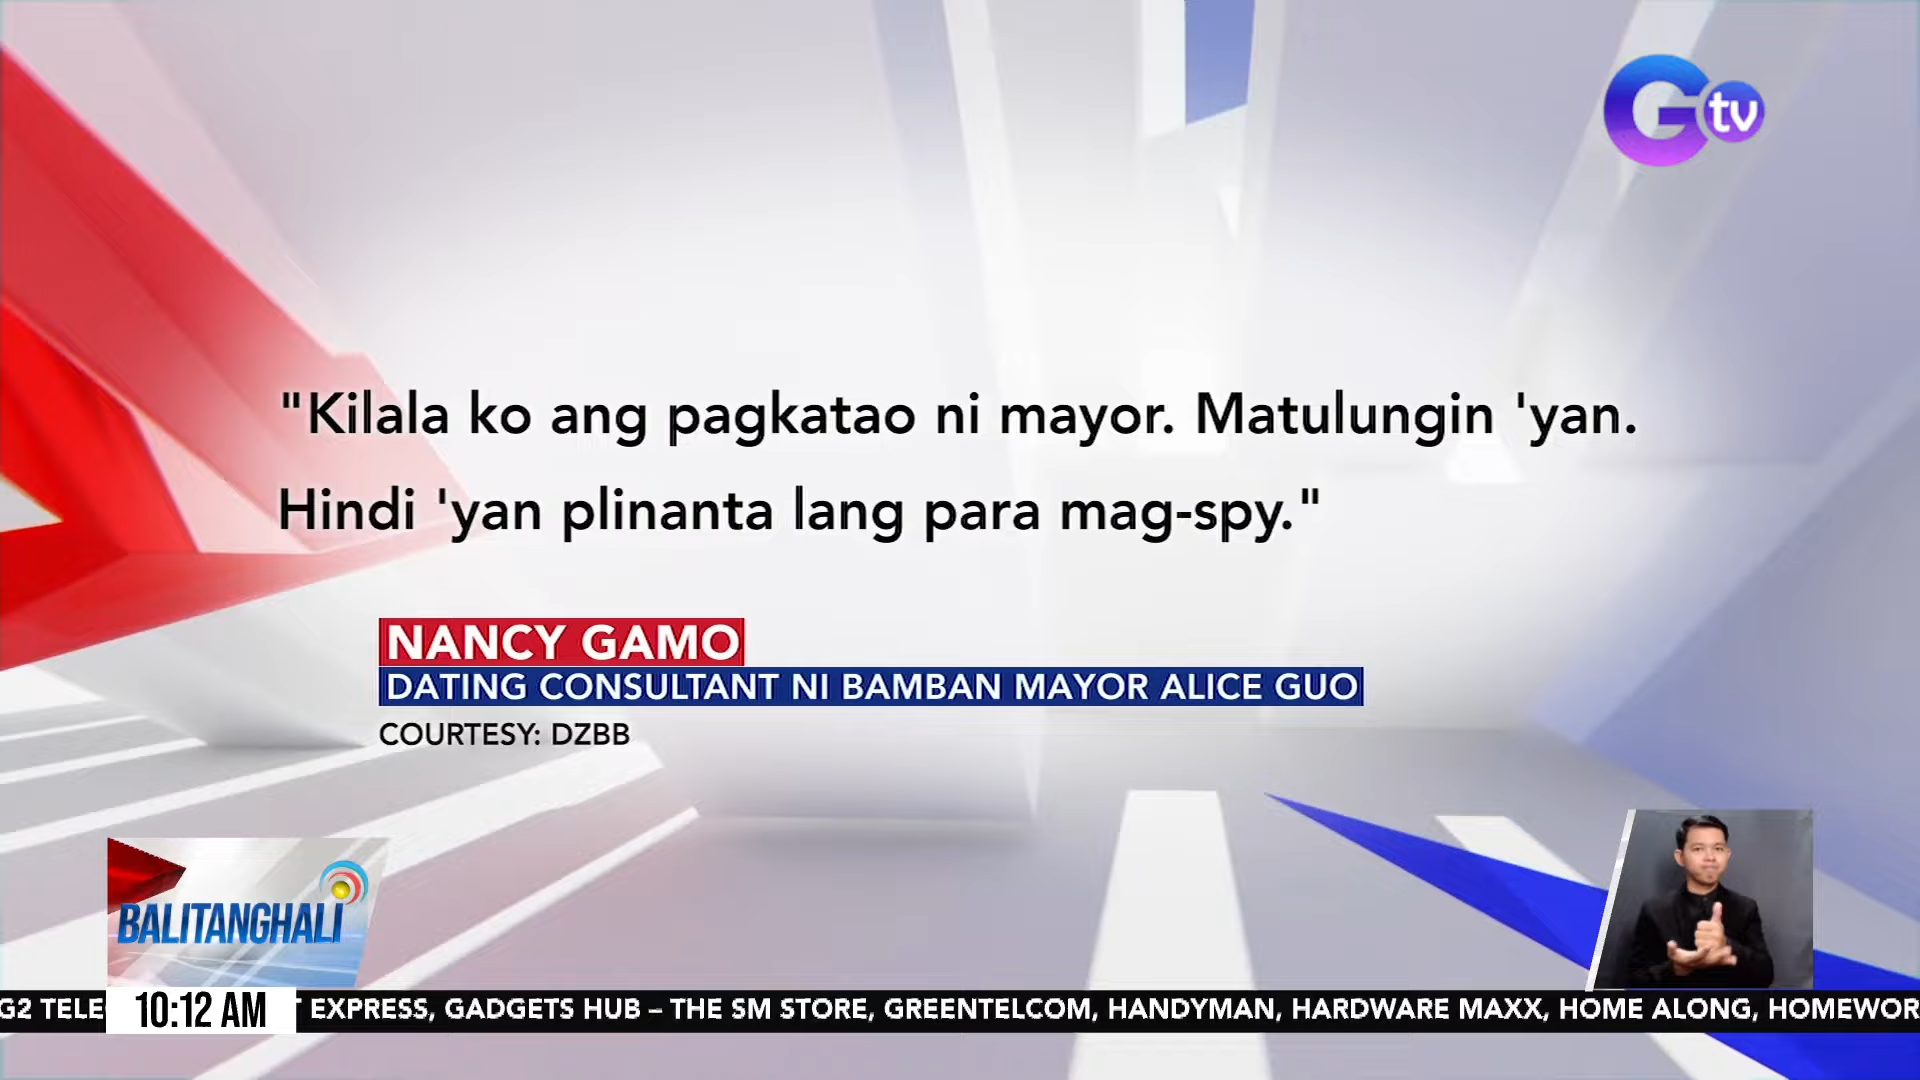 G tv
"Kilala ko ang pagkatao ni mayor. Matulungin 'yan.
Hindi 'yan plinanta lang para mag-spy."
NANCY GAMO
DATING CONSULTANT NI BAMBAN MAYOR ALICE GUO
COURTESY: DZBB
BALITANGHALI
G2 10:12 AM EXPRESS, GADGETS HUB – THE SM STORE, GREENTELCOM, HANDYMAN, HARDWARE MAXX, HOME ALONG,